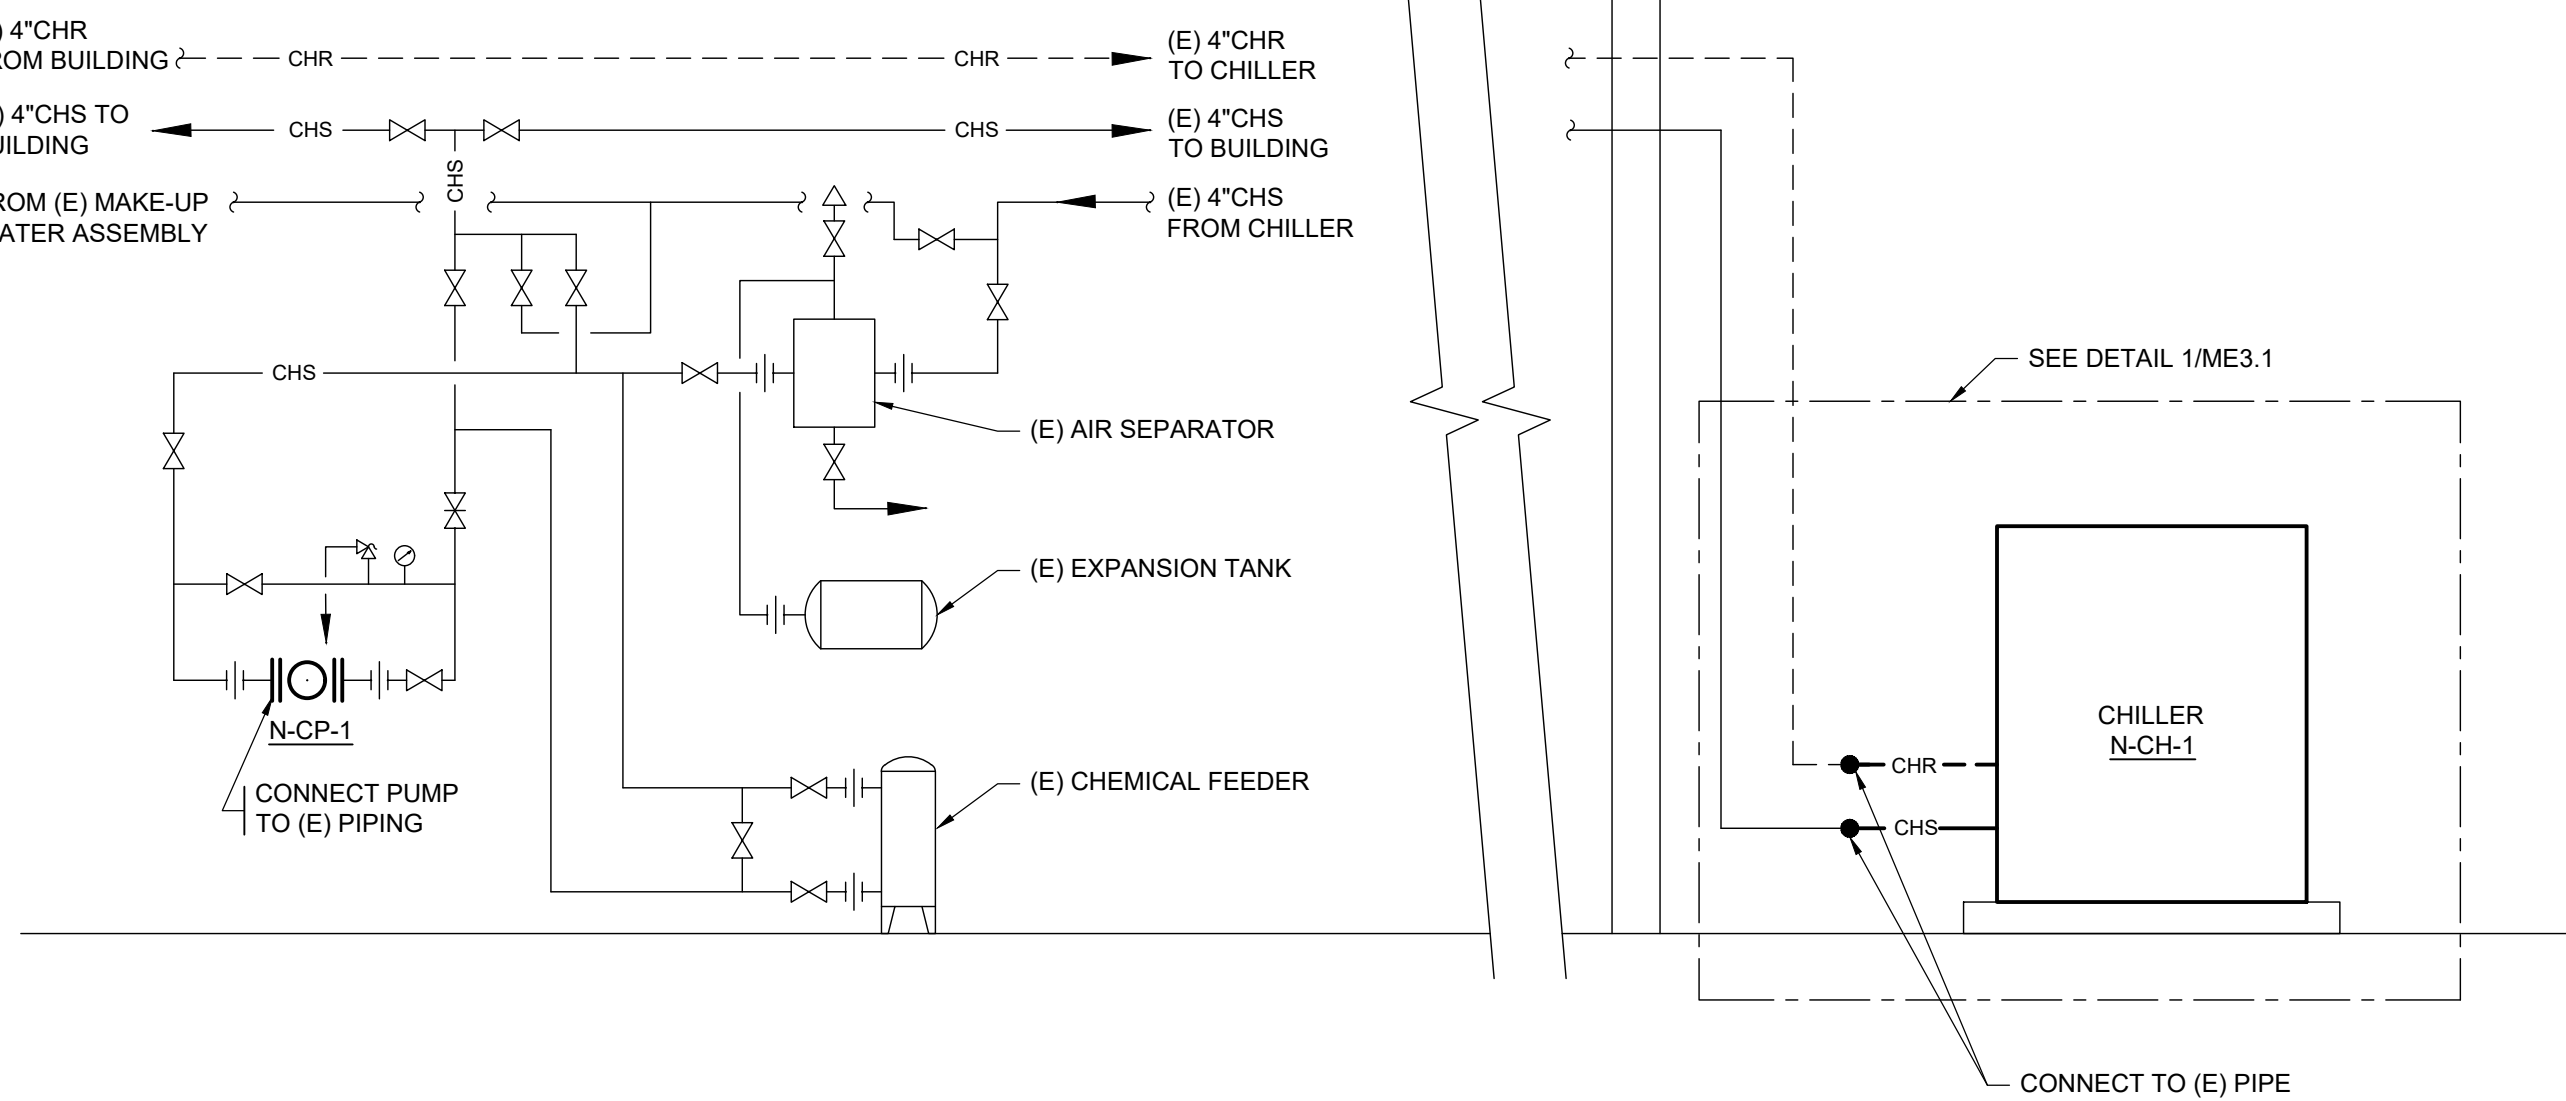 ) 4"CHR
ROM BUILDING
CHR
CHR
(E) 4"CHR
TO CHILLER
) 4"CHS TO
UILDING
CHS
CHS
(E) 4"CHS
TO BUILDING
CHS
ROM (E) MAKE-UP
ATER ASSEMBLY
(E) 4"CHS
FROM CHILLER
CHS
SEE DETAIL 1/ME3.1
(E) AIR SEPARATOR
(E) EXPANSION TANK
N-CP-1
CONNECT PUMP
TO (E) PIPING
(E) CHEMICAL FEEDER
CHILLER
N-CH-1
CHR
CHS
CONNECT TO (E) PIPE